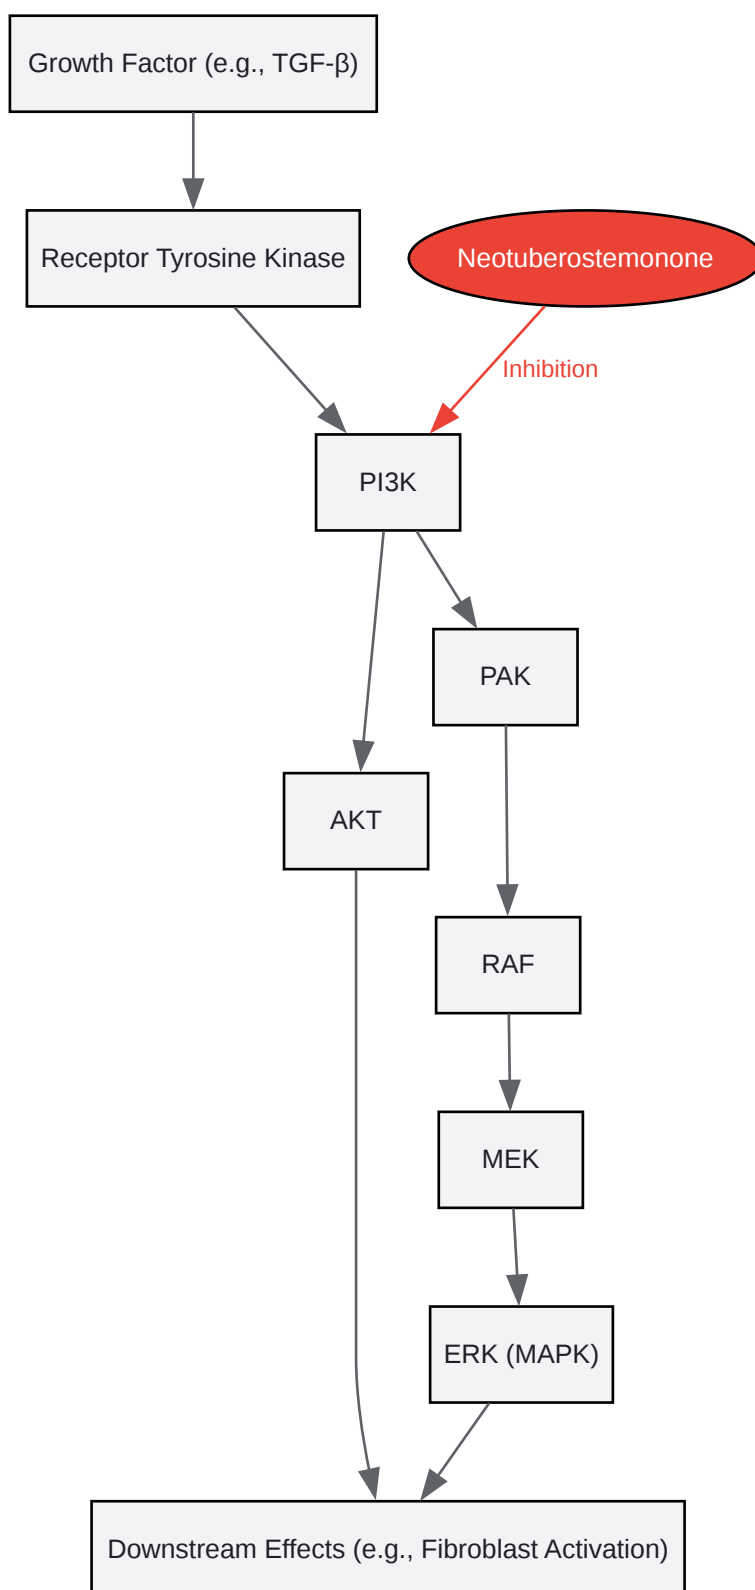 Growth Factor (e.g., TGF-β)
Receptor Tyrosine Kinase
Neotuberostemonone
Inhibition
PI3K
PAK
AKT
RAF
MEK
ERK (MAPK)
Downstream Effects (e.g., Fibroblast Activation)